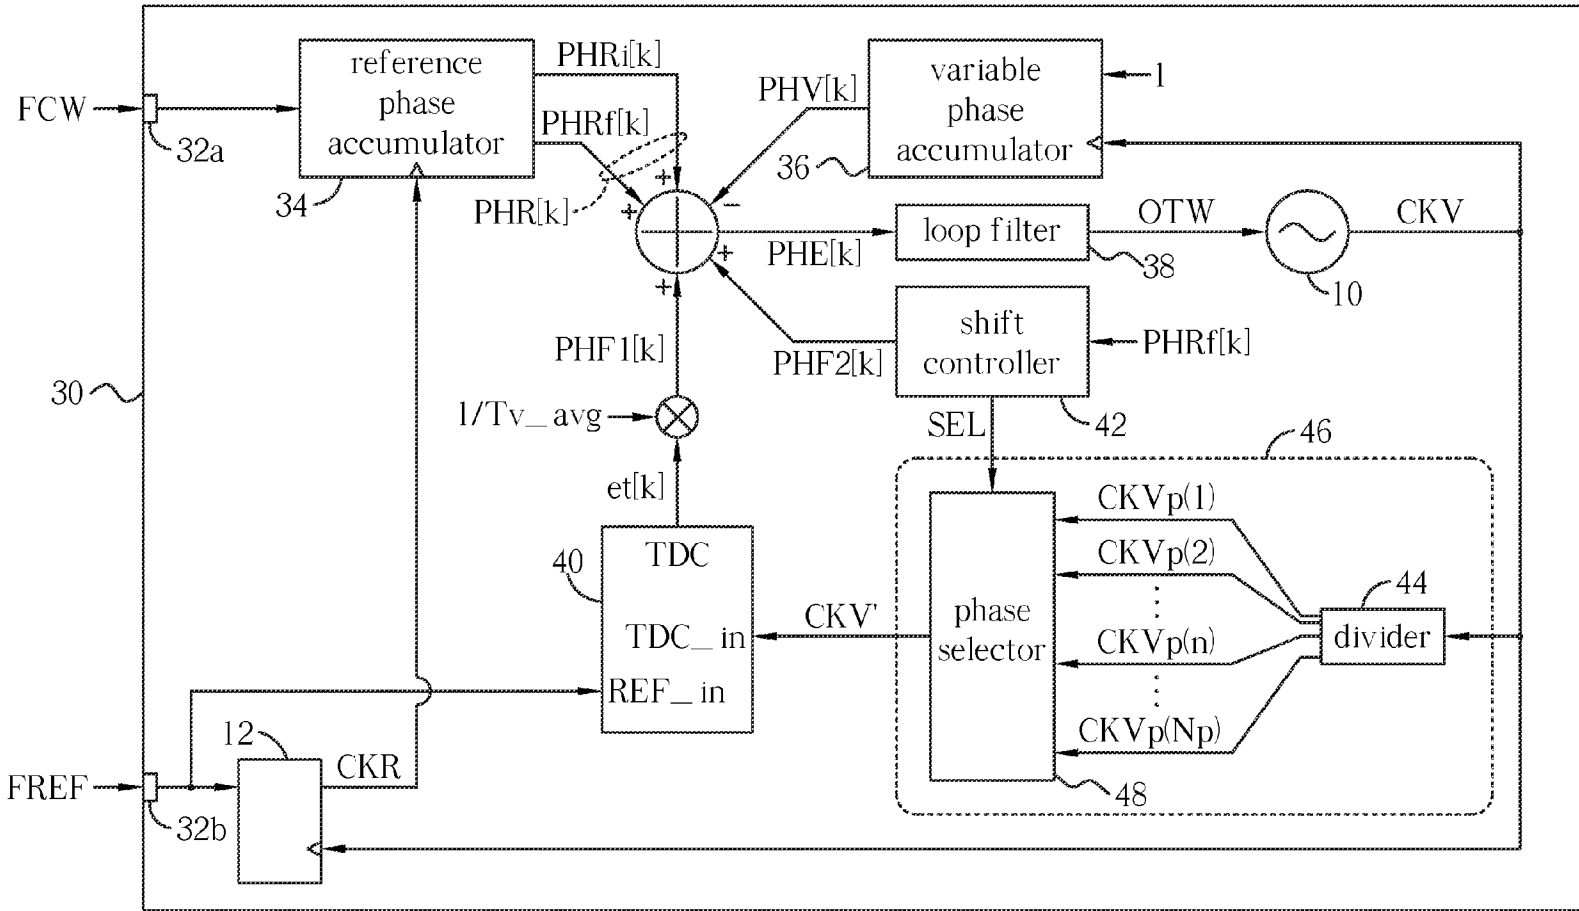 FCW
32a
reference
phase
accumulator
34
PHRi[k]
PHRf[k]
PHR[k]
+
+
−
+
+
PHV[k]
variable
phase
accumulator
36
1
PHE[k]
loop filter
38
OTW
10
CKV
shift
controller
42
PHRf[k]
PHF2[k]
PHF1[k]
1/Tv_avg
et[k]
SEL
30
46
40
TDC
TDC_in
REF_in
CKV'
phase
selector
48
CKVp(1)
CKVp(2)
CKVp(n)
CKVp(Np)
44
divider
12
CKR
FREF
32b